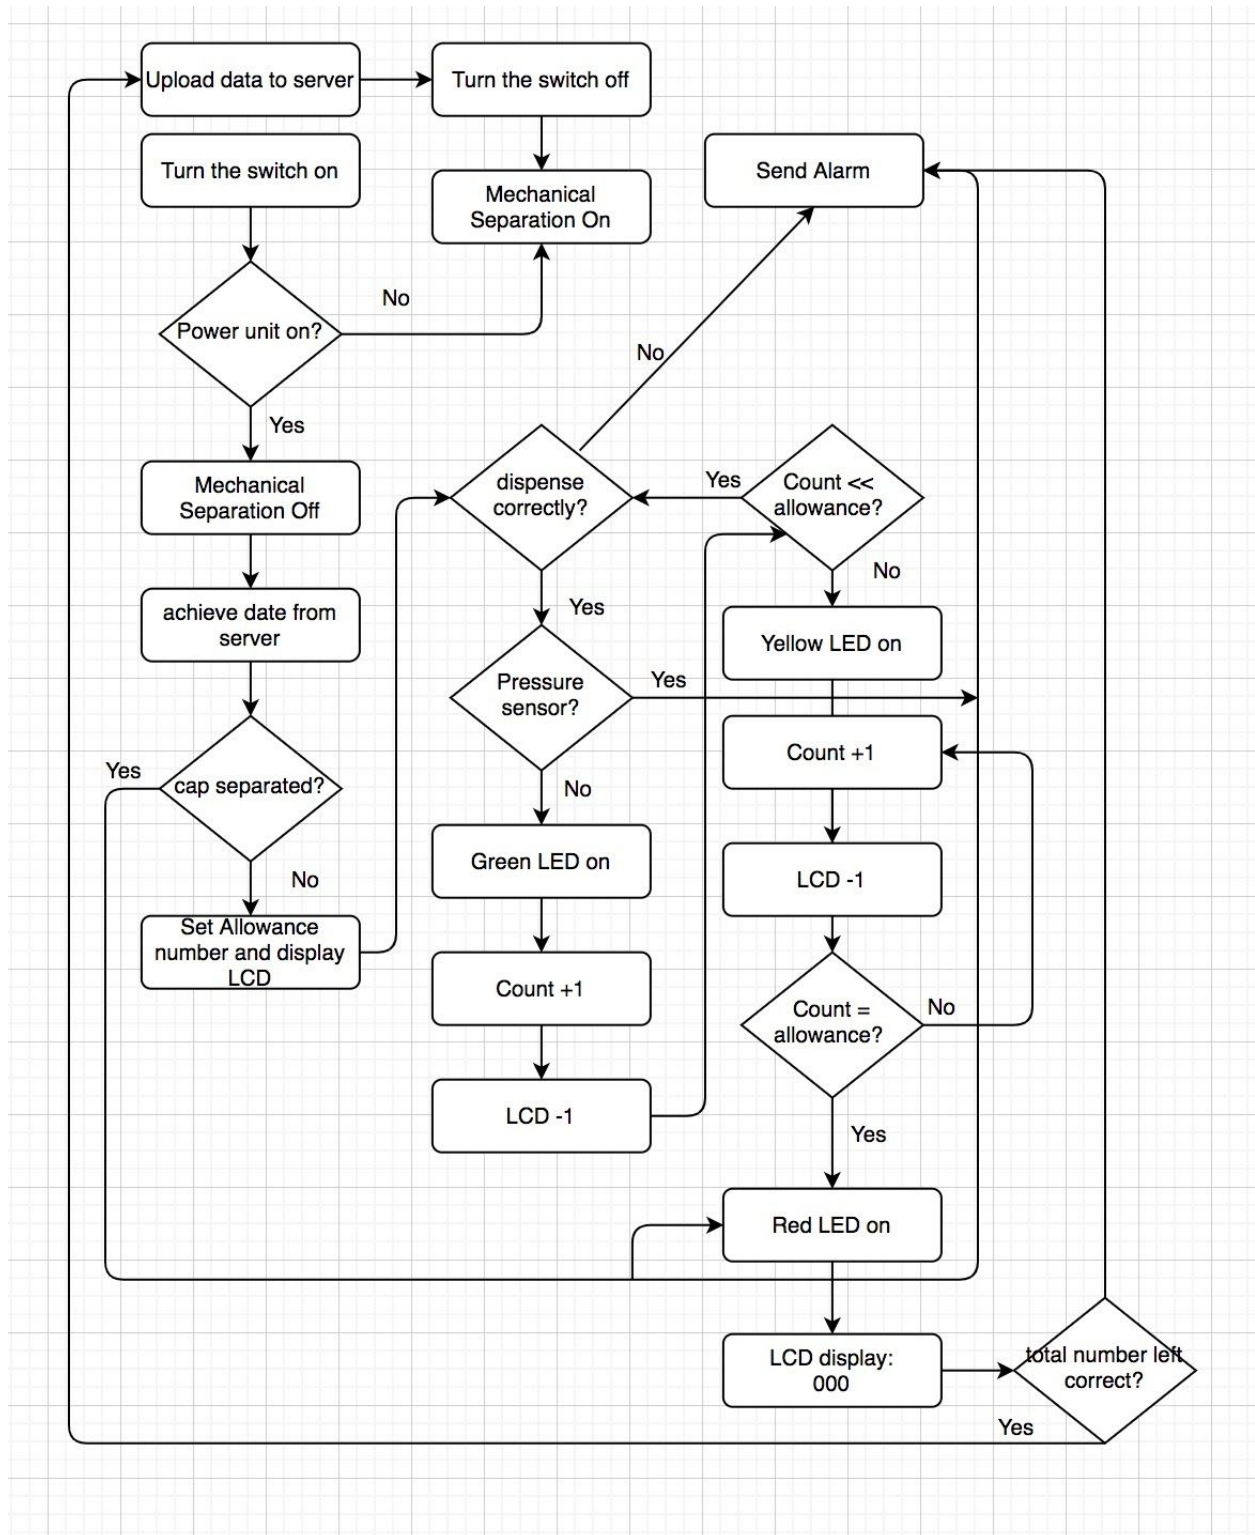 Upload data to server
Turn the switch off
Turn the switch on
Mechanical
Separation On
Send Alarm
No
Power unit on?
No
Yes
Mechanical
Separation Off
dispense
correctly?
Yes
Count <<
allowance?
No
Yes
achieve date from
server
Yellow LED on
Pressure
sensor?
Yes
Count +1
Yes
cap separated?
No
No
Green LED on
LCD -1
Set Allowance
number and display
LCD
Count +1
Count =
allowance?
No
LCD -1
Yes
Red LED on
LCD display:
000
total number left
correct?
Yes